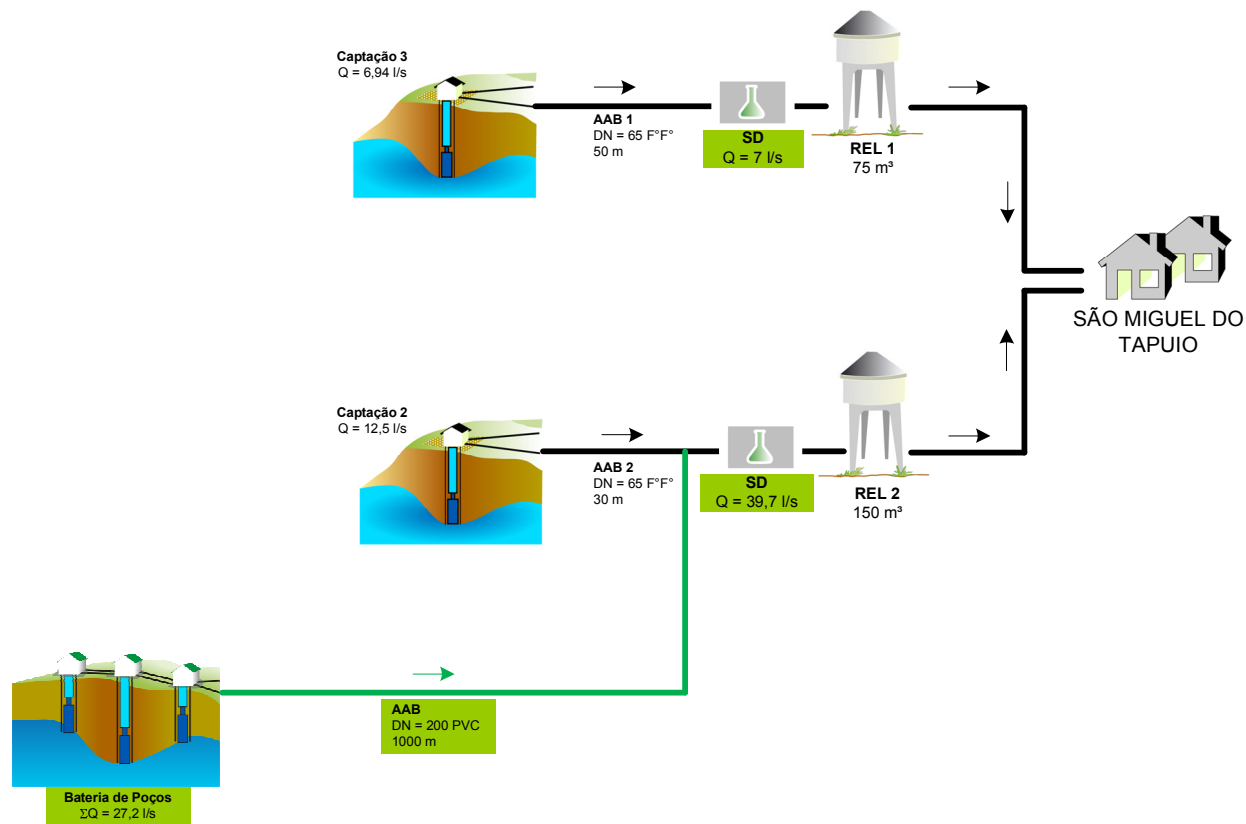 Captação 3
Q = 6,94 l/s
AAB 1
DN = 65 F°F°
50 m
SD
Q = 7 l/s
REL 1
75 m³
SÃO MIGUEL DO
TAPUIO
Captação 2
Q = 12,5 l/s
AAB 2
DN = 65 F°F°
30 m
SD
Q = 39,7 l/s
REL 2
150 m³
AAB
DN = 200 PVC
1000 m
Bateria de Poços
ΣQ = 27,2 l/s